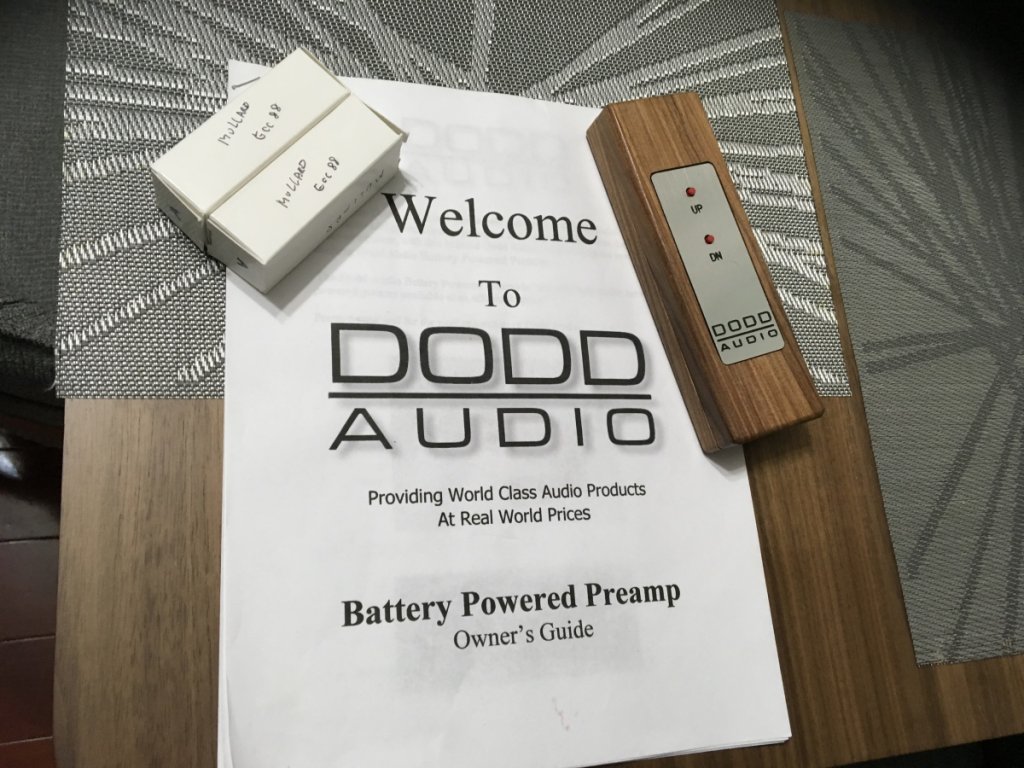 MULLARD
Ecc 88
MULLARD
Ecc 88
Welcome
To
DODD
AUDIO
Providing World Class Audio Products
At Real World Prices
Battery Powered Preamp
Owner's Guide
UP
DN
DODD
AUDIO